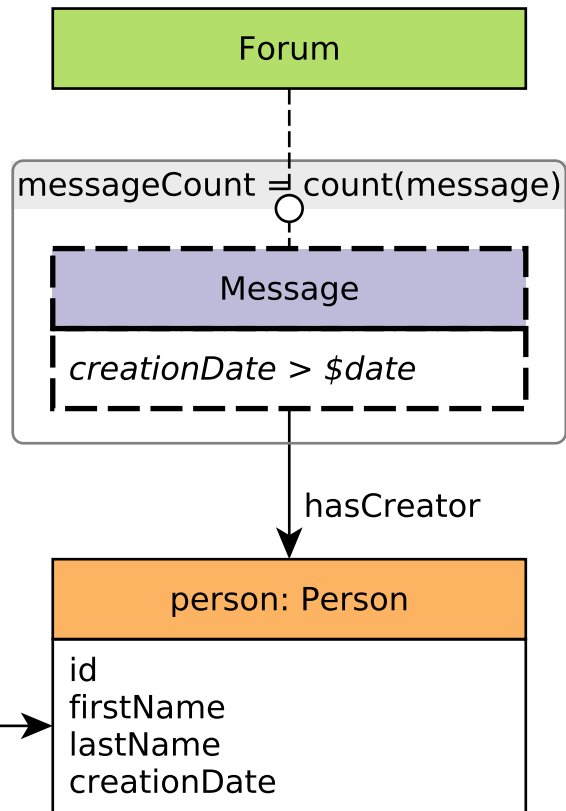 Forum
messageCount = count(message)
Message
creationDate > $date
hasCreator
person: Person
id
firstName
lastName
creationDate